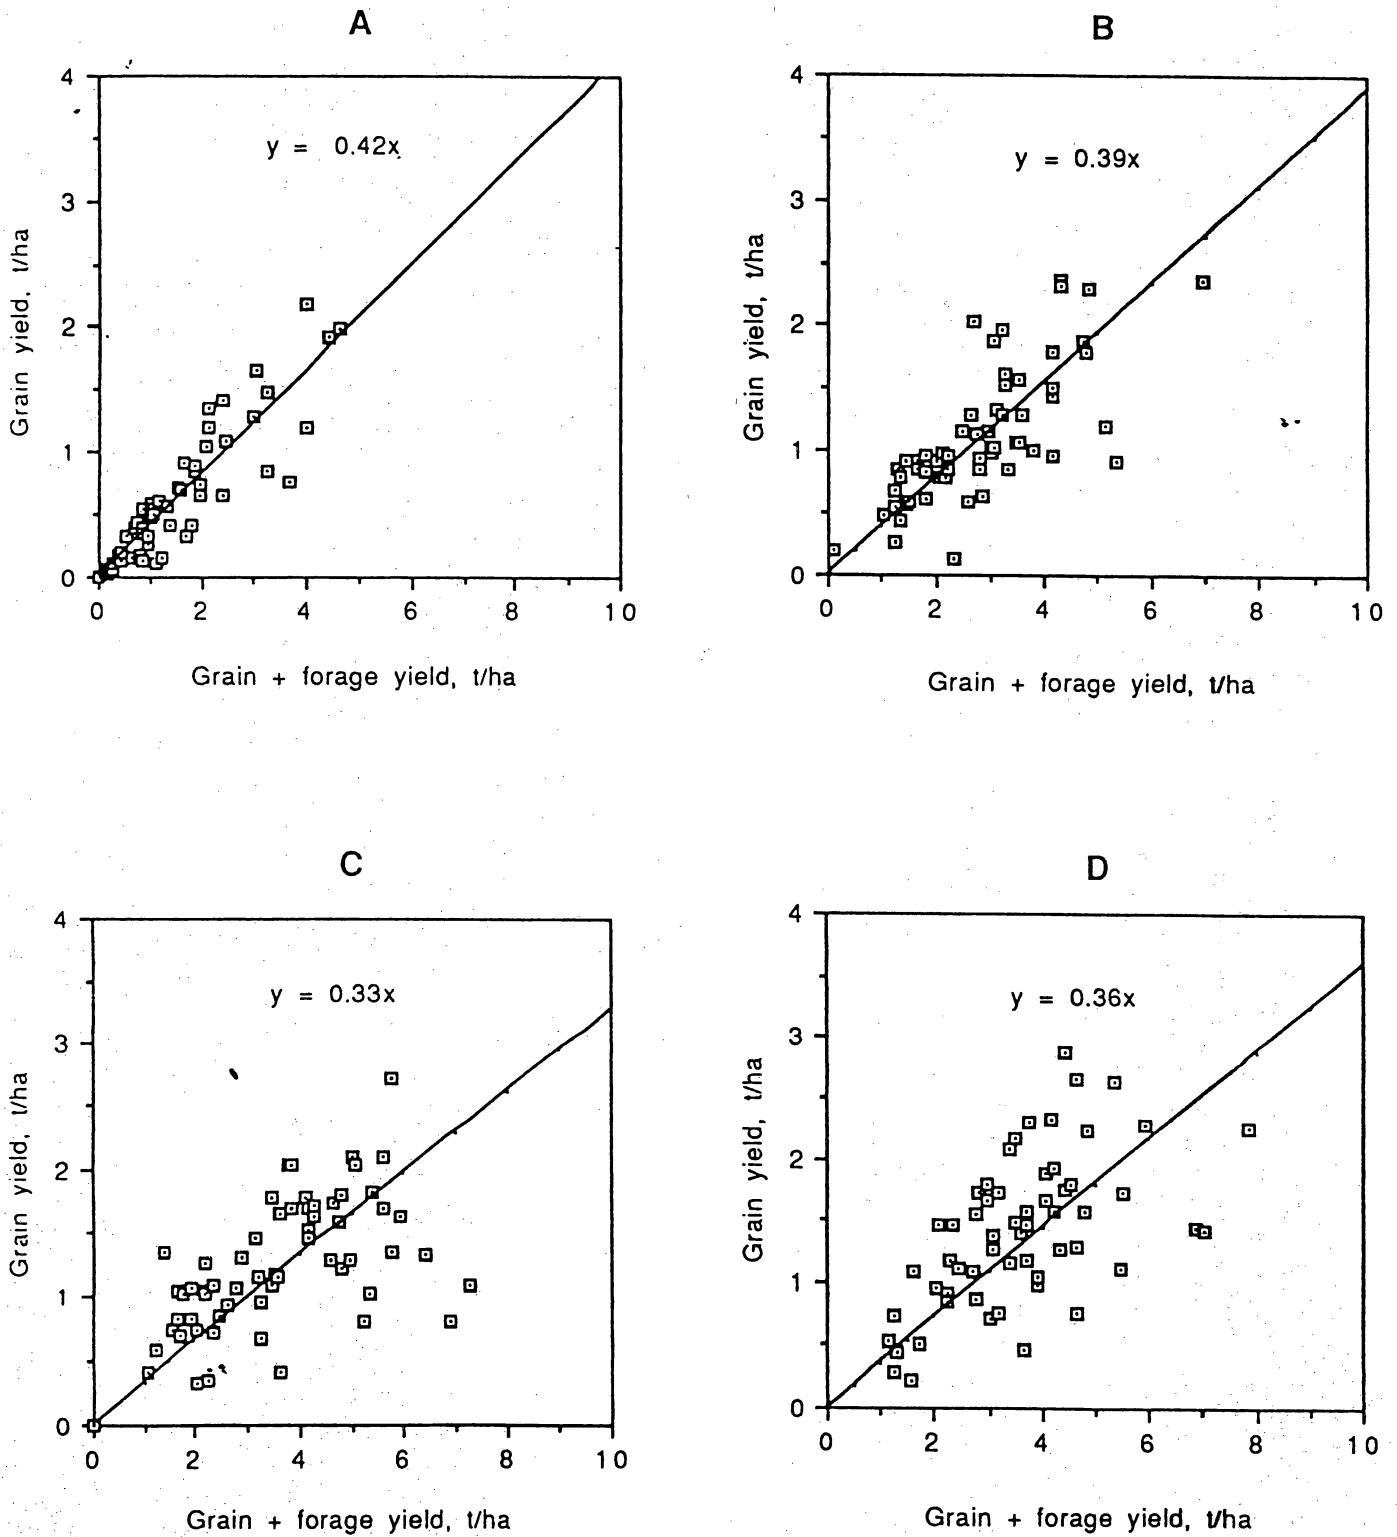 A
4
3
2
1
0
0 2 4 6 8 10
y = 0.42x
Grain yield, t/ha
Grain + forage yield, t/ha
B
4
3
2
1
0
0 2 4 6 8 10
y = 0.39x
Grain yield, t/ha
Grain + forage yield, t/ha
C
4
3
2
1
0
0 2 4 6 8 10
y = 0.33x
Grain yield, t/ha
Grain + forage yield, t/ha
D
4
3
2
1
0
0 2 4 6 8 10
y = 0.36x
Grain yield, t/ha
Grain + forage yield, t/ha